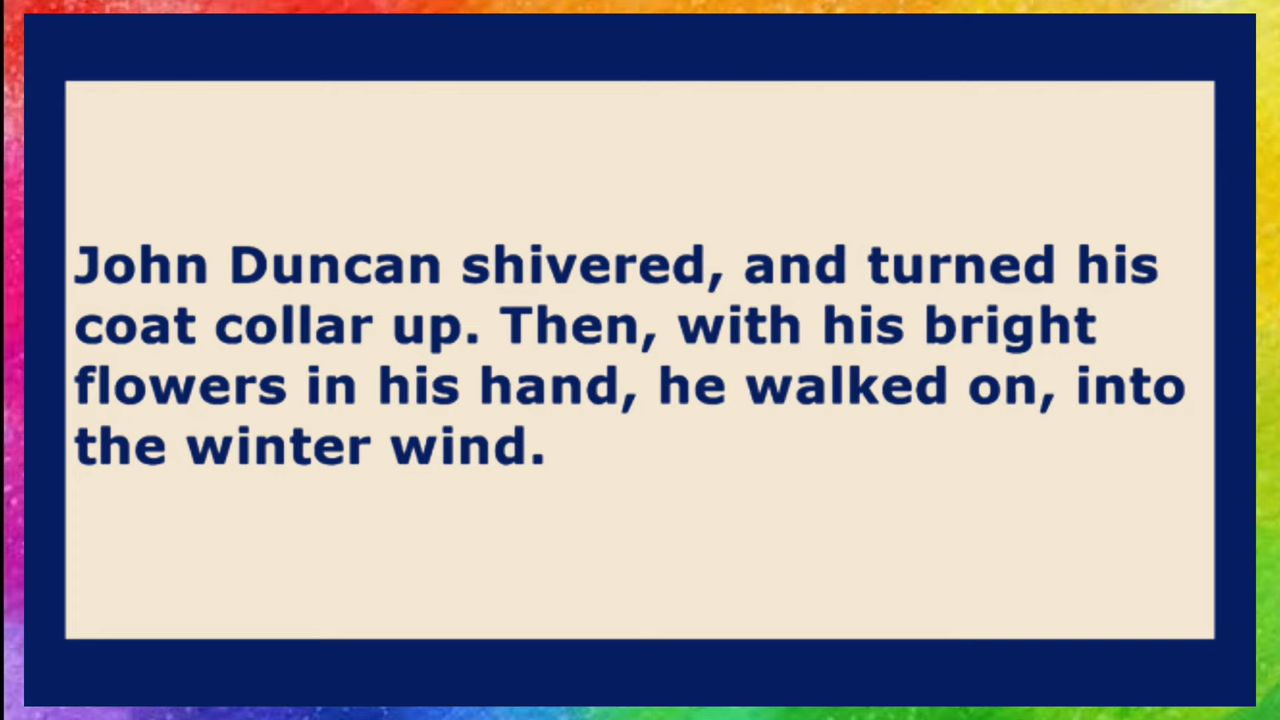 John Duncan shivered, and turned his
coat collar up. Then, with his bright
flowers in his hand, he walked on, into
the winter wind.